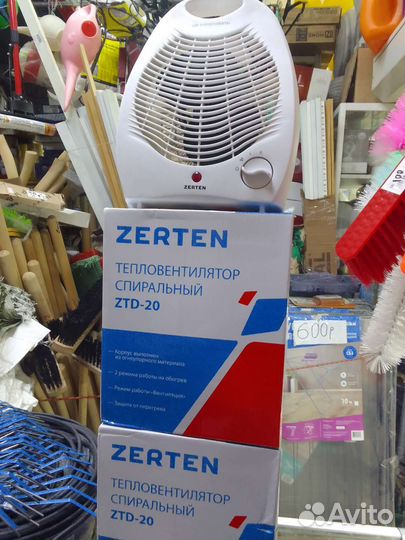 ZERTEN
ZERTEN
ТЕПЛОВЕНТИЛЯТОР
СПИРАЛЬНЫЙ
ZTD-20
Корпус выполнен
из огнеупорного материала
2 режима работы на обогрев
Режим работы «Вентиляция»
Защита от перегрева
600р
ZERTEN
ТЕПЛОВЕНТИЛЯТОР
СПИРАЛЬНЫЙ
ZTD-20
Avito